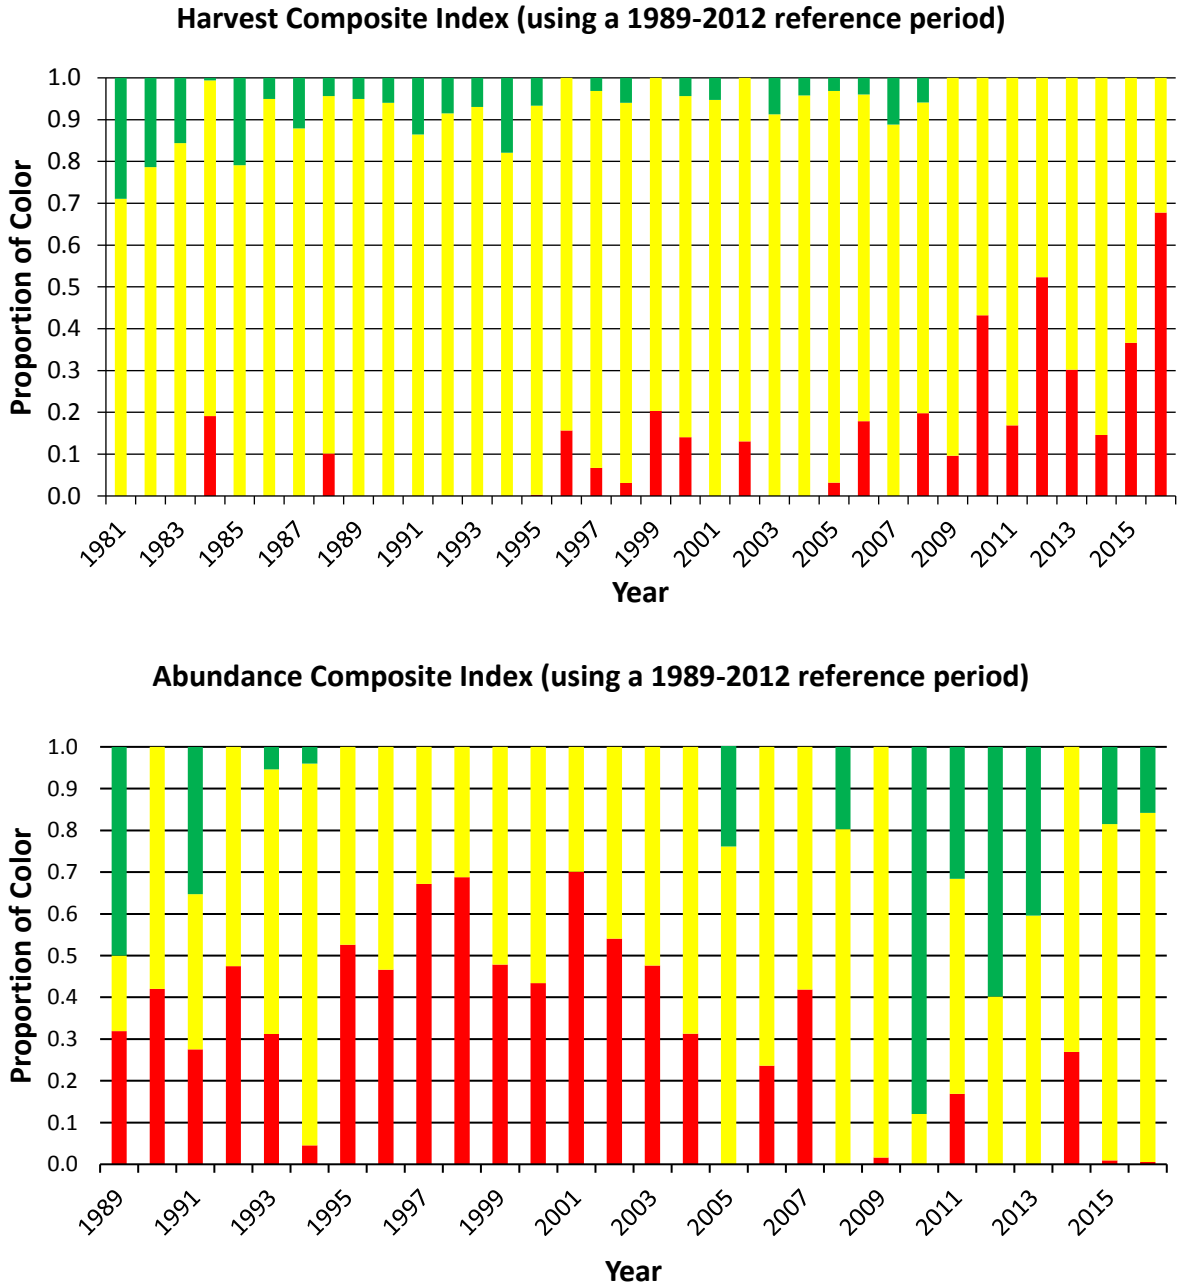 Harvest Composite Index (using a 1989-2012 reference period)
1.0
0.9
0.8
0.7
0.6
0.5
0.4
0.3
0.2
0.1
0.0
Proportion of Color
1981 1983 1985 1987 1989 1991 1993 1995 1997 1999 2001 2003 2005 2007 2009 2011 2013 2015
Year
Abundance Composite Index (using a 1989-2012 reference period)
1.0
0.9
0.8
0.7
0.6
0.5
0.4
0.3
0.2
0.1
0.0
Proportion of Color
1989 1991 1993 1995 1997 1999 2001 2003 2005 2007 2009 2011 2013 2015
Year